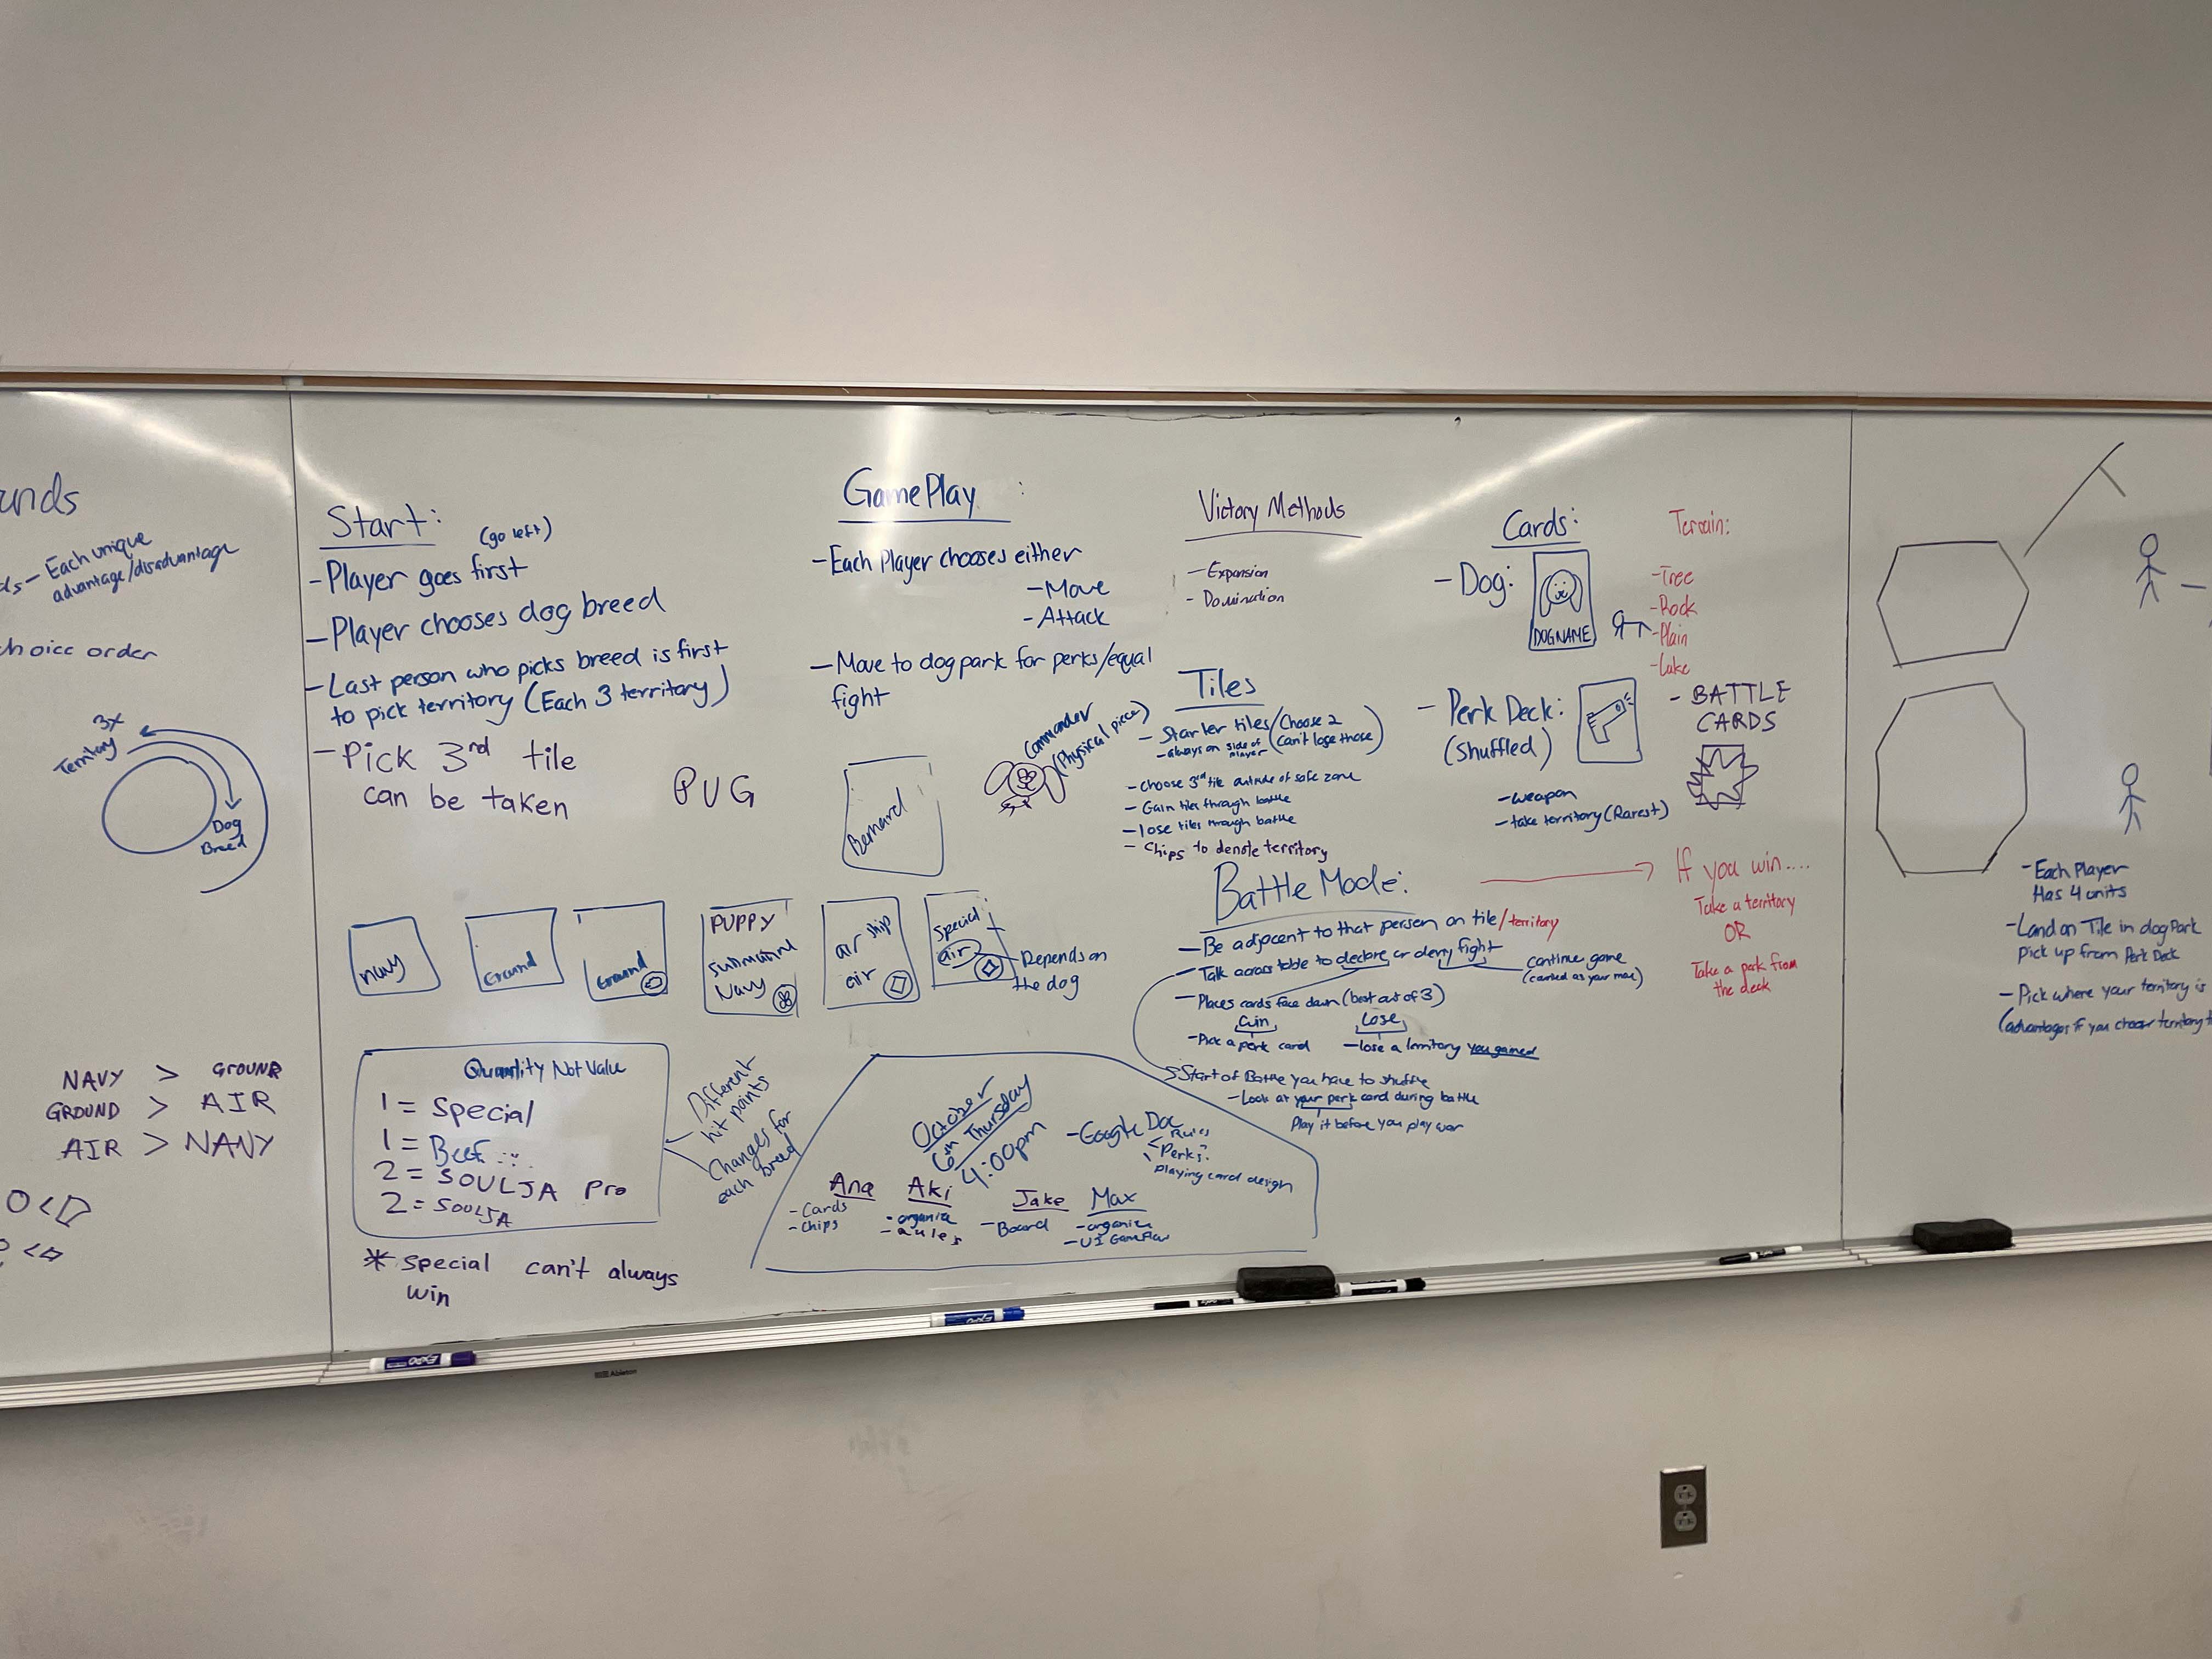 unds
ds - Each unique
advantage/disadvantage
choice order
3x
Territory
Dog
Breed
NAVY > GROUND
GROUND > AIR
AIR > NANY
Start:
(go left)
- Player goes first
- Player chooses dog breed
- Last person who picks breed is first
to pick territory (Each 3 territory)
- Pick 3nd tile
can be taken
PUG
Bernard
Navy
Ground
Ground
PUPPY
Submarine
Navy
air ship
air
Special
air
Depends on
the dog
Quantity Not Value
1 = Special
1 = Beef
2 = SOULJA Pro
2 = SOULJA
Different
hit points
Changes for
each breed
* special can't always
win
GamePlay:
- Each Player chooses either
- Move
- Attack
- Move to dog park for perks/equal
fight
Commander
(Physical piece)
Victory Methods
- Expansion
- Domination
Tiles
- Starter tiles (Choose 2
- always on side of player (Can't lose those)
- Choose 3rd tile outside of safe zone
- Gain tiles through battle
- lose tiles through battle
- Chips to denote territory
Battle Mode:
- Be adjacent to that person on tile/territory
- Talk across table to declare or deny fight
continue game
(counted as your move)
- Places cards face down (best out of 3)
Win
Lose
- Pick a perk card
- lose a territory you gained
Start of Battle you have to shuffle
- Look at your perk card during battle
Play it before you play war
October
6th Thursday
4:00pm
- Google Doc
Rules
Perks?
playing card design
Ana
- Cards
- Chips
Aki
- organize
- Rules
Jake
- Board
Max
- organize
- UI Gameflow
Cards:
- Dog:
DOGNAME
- Perk Deck:
(shuffled)
- weapon
- take territory (Rarest)
Terrain:
- Tree
- Rock
- Plain
- Lake
- BATTLE
CARDS
If you win....
Take a territory
OR
Take a perk from
the deck
- Each Player
Has 4 units
- Land on Tile in dog Park
pick up from Perk Deck
- Pick where your territory is
(advantages if you choose territory
EXPO
Ableton